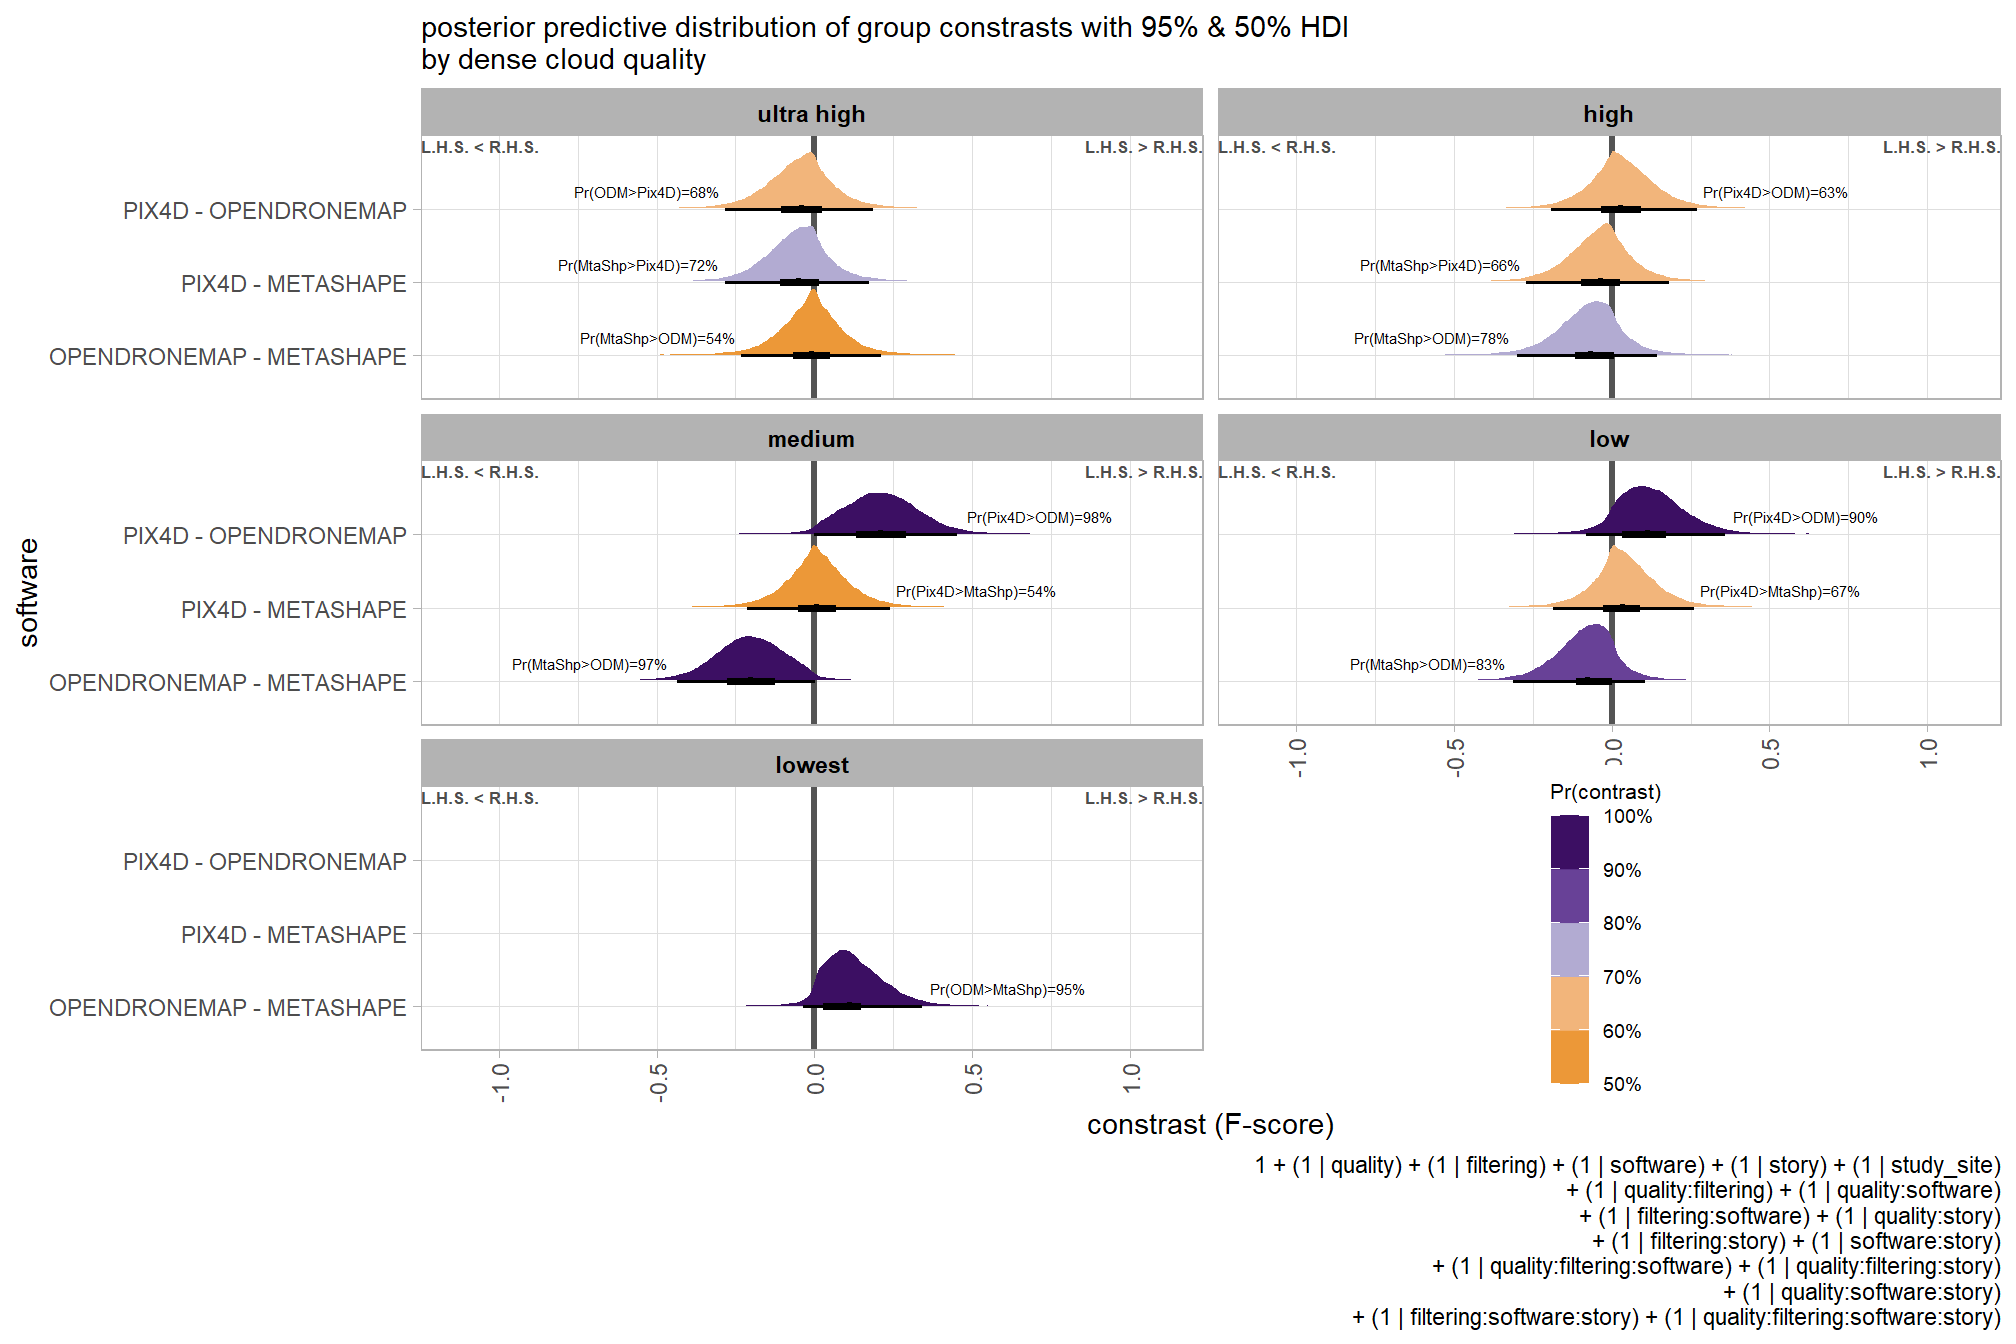 posterior predictive distribution of group constrasts with 95% & 50% HDI
by dense cloud quality
ultra high
high
L.H.S. < R.H.S.
L.H.S. > R.H.S.
L.H.S. < R.H.S.
L.H.S. > R.H.S.
PIX4D - OPENDRONEMAP
Pr(ODM>Pix4D)=68%
Pr(Pix4D>ODM)=63%
PIX4D - METASHAPE
Pr(MtaShp>Pix4D)=72%
Pr(MtaShp>Pix4D)=66%
OPENDRONEMAP - METASHAPE
Pr(MtaShp>ODM)=54%
Pr(MtaShp>ODM)=78%
medium
low
L.H.S. < R.H.S.
L.H.S. > R.H.S.
L.H.S. < R.H.S.
L.H.S. > R.H.S.
PIX4D - OPENDRONEMAP
Pr(Pix4D>ODM)=98%
Pr(Pix4D>ODM)=90%
PIX4D - METASHAPE
Pr(Pix4D>MtaShp)=54%
Pr(Pix4D>MtaShp)=67%
OPENDRONEMAP - METASHAPE
Pr(MtaShp>ODM)=97%
Pr(MtaShp>ODM)=83%
software
-1.0
-0.5
0.0
0.5
1.0
lowest
L.H.S. < R.H.S.
L.H.S. > R.H.S.
PIX4D - OPENDRONEMAP
PIX4D - METASHAPE
OPENDRONEMAP - METASHAPE
Pr(ODM>MtaShp)=95%
-1.0
-0.5
0.0
0.5
1.0
Pr(contrast)
100%
90%
80%
70%
60%
50%
constrast (F-score)
1 + (1 | quality) + (1 | filtering) + (1 | software) + (1 | story) + (1 | study_site)
+ (1 | quality:filtering) + (1 | quality:software)
+ (1 | filtering:software) + (1 | quality:story)
+ (1 | filtering:story) + (1 | software:story)
+ (1 | quality:filtering:software) + (1 | quality:filtering:story)
+ (1 | quality:software:story)
+ (1 | filtering:software:story) + (1 | quality:filtering:software:story)